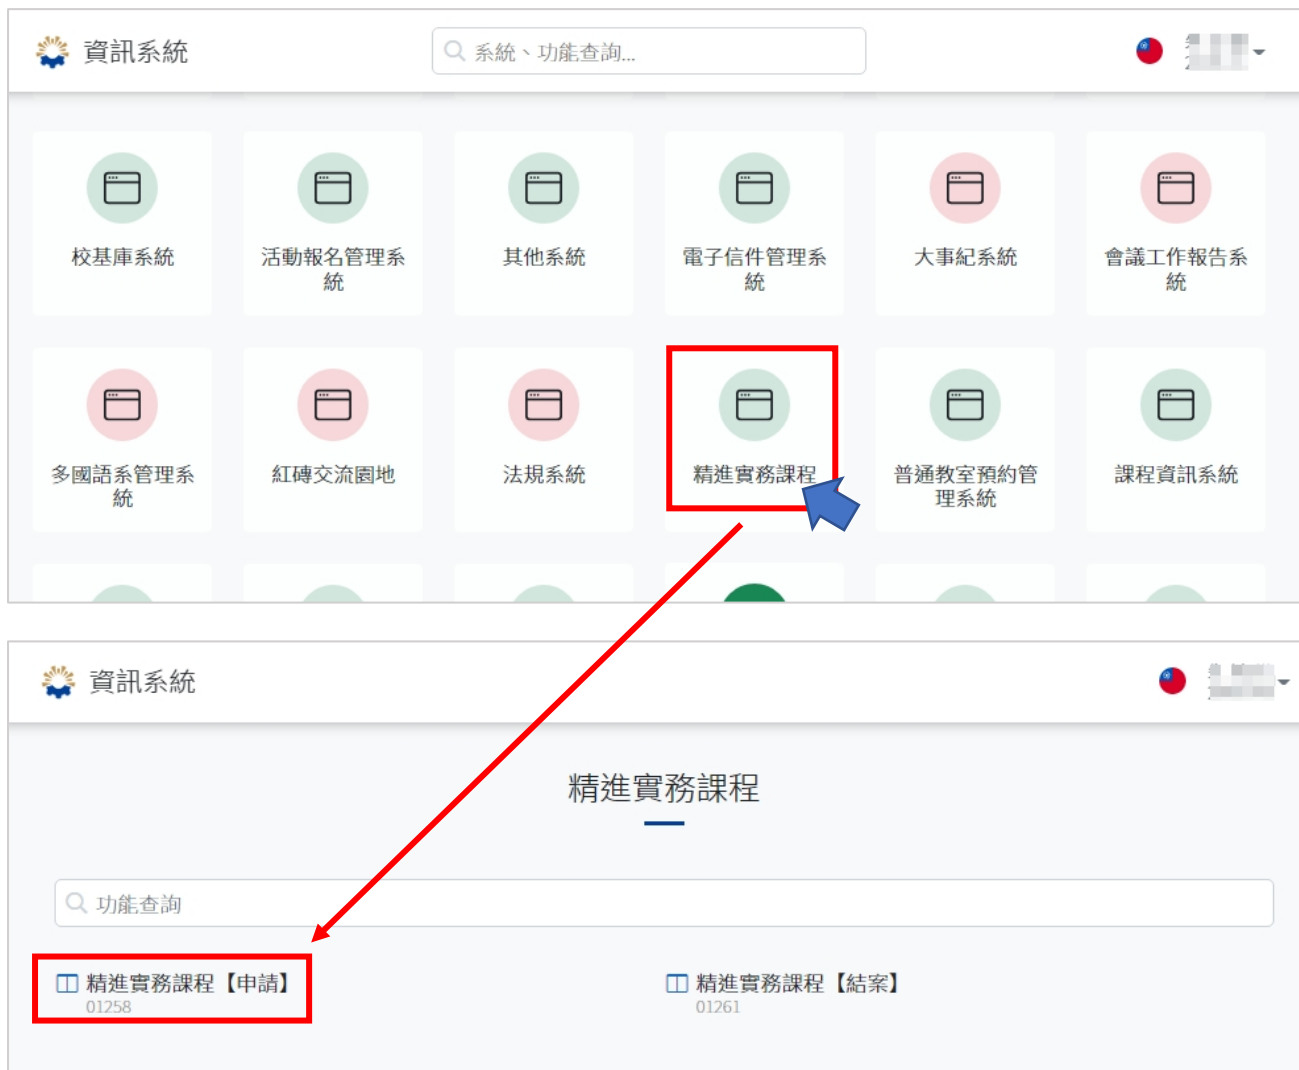 資訊系統
系統、功能查詢...
校基庫系統
活動報名管理系
統
其他系統
電子信件管理系
統
大事紀系統
會議工作報告系
統
多國語系管理系
統
紅磚交流園地
法規系統
精進實務課程
普通教室預約管
理系統
課程資訊系統
資訊系統
精進實務課程
功能查詢
精進實務課程【申請】
01258
精進實務課程【結案】
01261